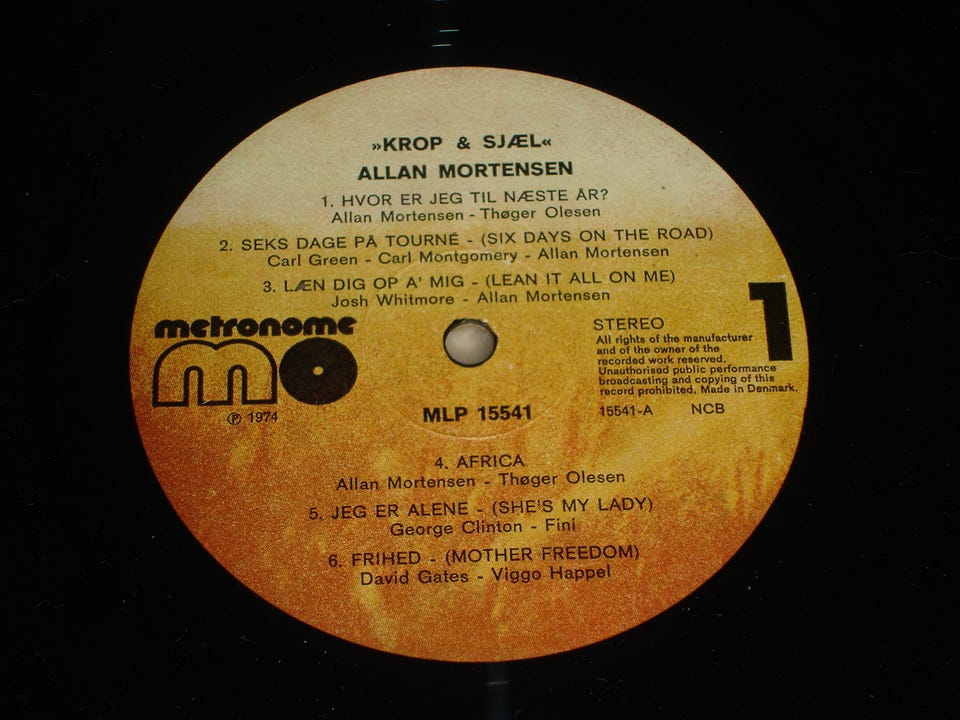 »KROP & SJÆL«
ALLAN MORTENSEN
1. HVOR ER JEG TIL NÆSTE ÅR?
Allan Mortensen - Thøger Olesen
2. SEKS DAGE PÅ TOURNÉ - (SIX DAYS ON THE ROAD)
Carl Green - Carl Montgomery - Allan Mortensen
3. LÆN DIG OP A' MIG - (LEAN IT ALL ON ME)
Josh Whitmore - Allan Mortensen
metronome
mo
℗ 1974
MLP 15541
1
STEREO
All rights of the manufacturer
and of the owner of the
recorded work reserved.
Unauthorised public performance
broadcasting and copying of this
record prohibited. Made in Denmark.
15541-A NCB
4. AFRICA
Allan Mortensen - Thøger Olesen
5. JEG ER ALENE - (SHE'S MY LADY)
George Clinton - Fini
6. FRIHED - (MOTHER FREEDOM)
David Gates - Viggo Happel